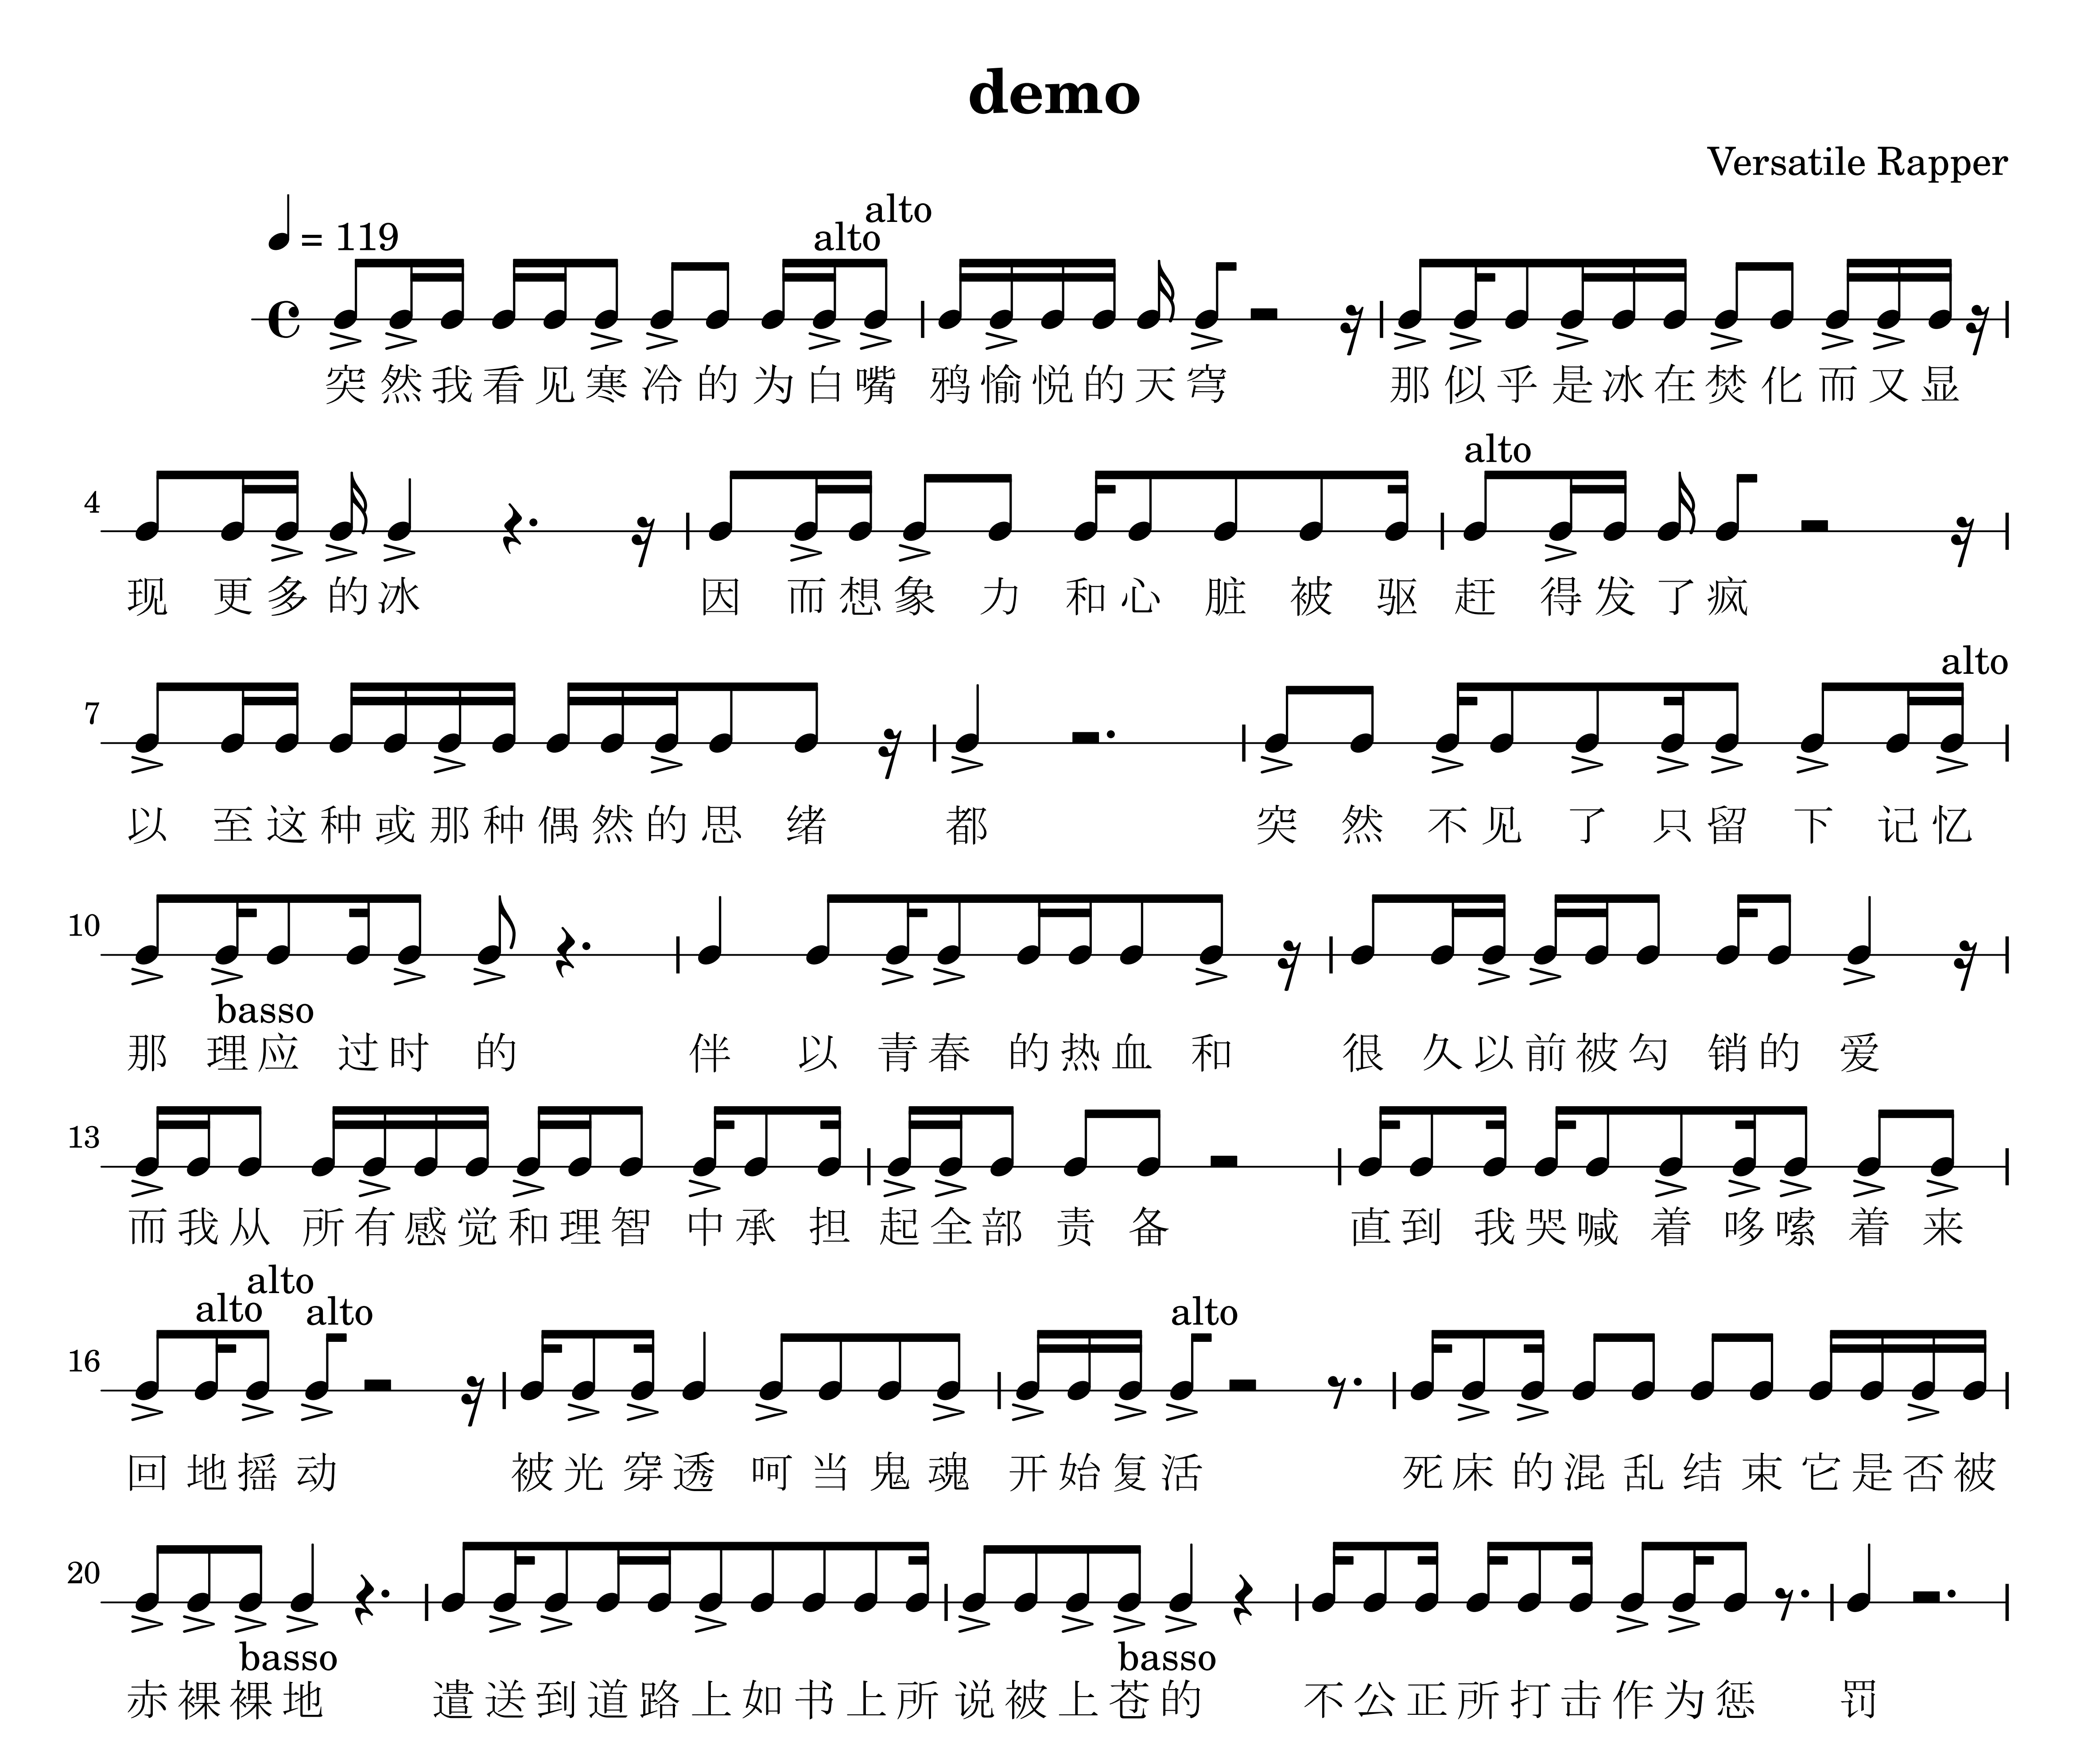 demo
Versatile Rapper
= 119
alto
alto
突然我看见寒冷的为白嘴鸦愉悦的天穹 那似乎是冰在焚化而又显
alto
4
现更多的冰 因而想象力和心脏被驱赶得发了疯
alto
7
以至这种或那种偶然的思绪 都 突然不见了只留下记忆
10
basso
那理应过时的 伴以青春的热血和 很久以前被勾销的爱
13
而我从所有感觉和理智中承担起全部责备 直到我哭喊着哆嗦着来
alto
alto
alto
alto
16
回地摇动 被光穿透呵当鬼魂开始复活 死床的混乱结束它是否被
20
basso
basso
赤裸裸地 遣送到道路上如书上所说被上苍的 不公正所打击作为惩罚